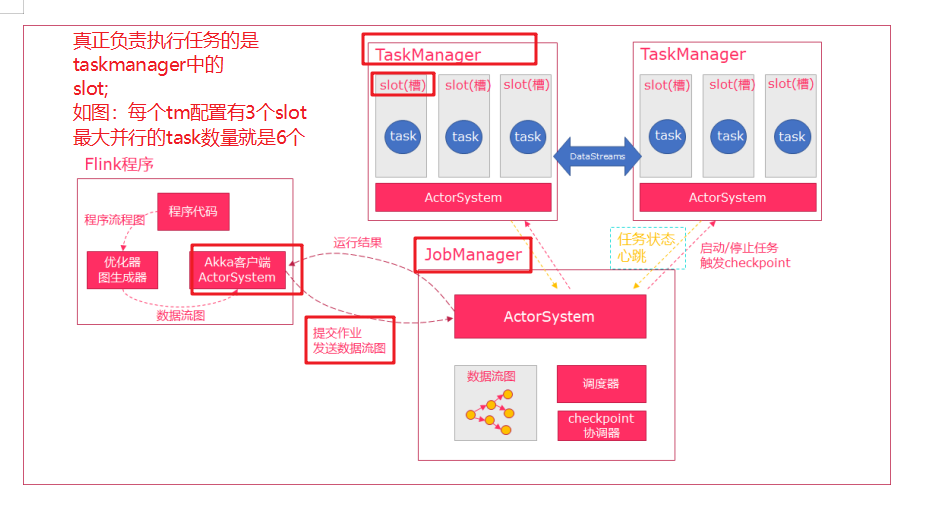 真正负责执行任务的是
taskmanager中的
slot;
如图：每个tm配置有3个slot
最大并行的task数量就是6个
Flink程序
程序代码
程序流程图
优化器
图生成器
Akka客户端
ActorSystem
数据流图
运行结果
提交作业
发送数据流图
TaskManager
slot(槽)
slot(槽)
slot(槽)
task
task
task
ActorSystem
DataStreams
TaskManager
slot(槽)
slot(槽)
slot(槽)
task
task
task
ActorSystem
任务状态
心跳
启动/停止任务
触发checkpoint
JobManager
ActorSystem
数据流图
调度器
checkpoint
协调器